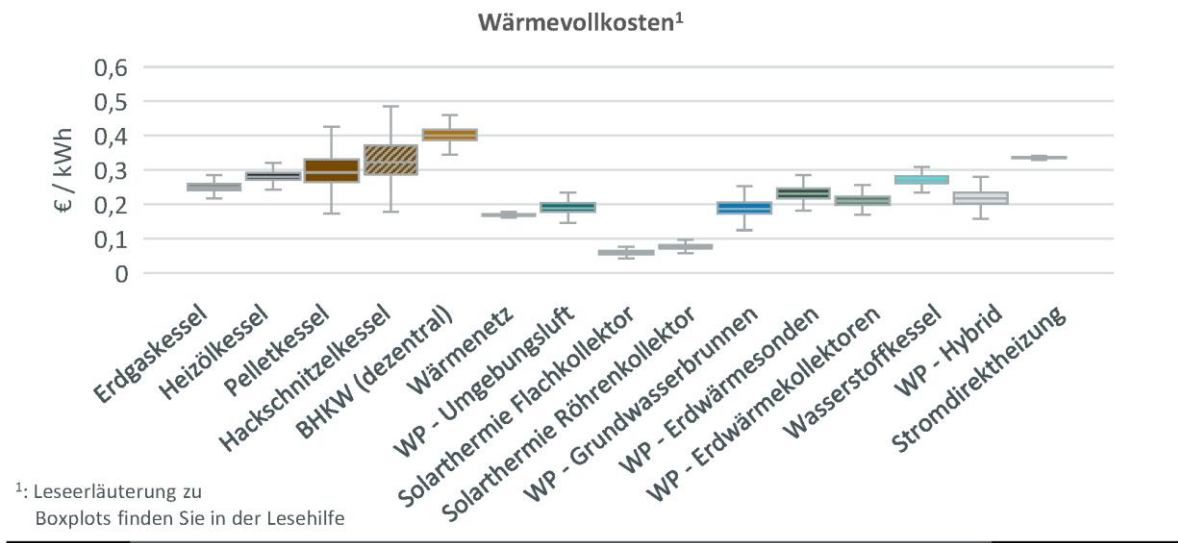 Wärmevollkosten¹
€ / kWh
0,6
0,5
0,4
0,3
0,2
0,1
0
Erdgaskessel
Heizölkessel
Pelletkessel
Hackschnitzelkessel
BHKW (dezentral)
Wärmenetz
WP - Umgebungsluft
Solarthermie Flachkollektor
Solarthermie Röhrenkollektor
WP - Grundwasserbrunnen
WP - Erdwärmesonden
WP - Erdwärmekollektoren
Wasserstoffkessel
WP - Hybrid
Stromdirektheizung
¹: Leseerläuterung zu
Boxplots finden Sie in der Lesehilfe